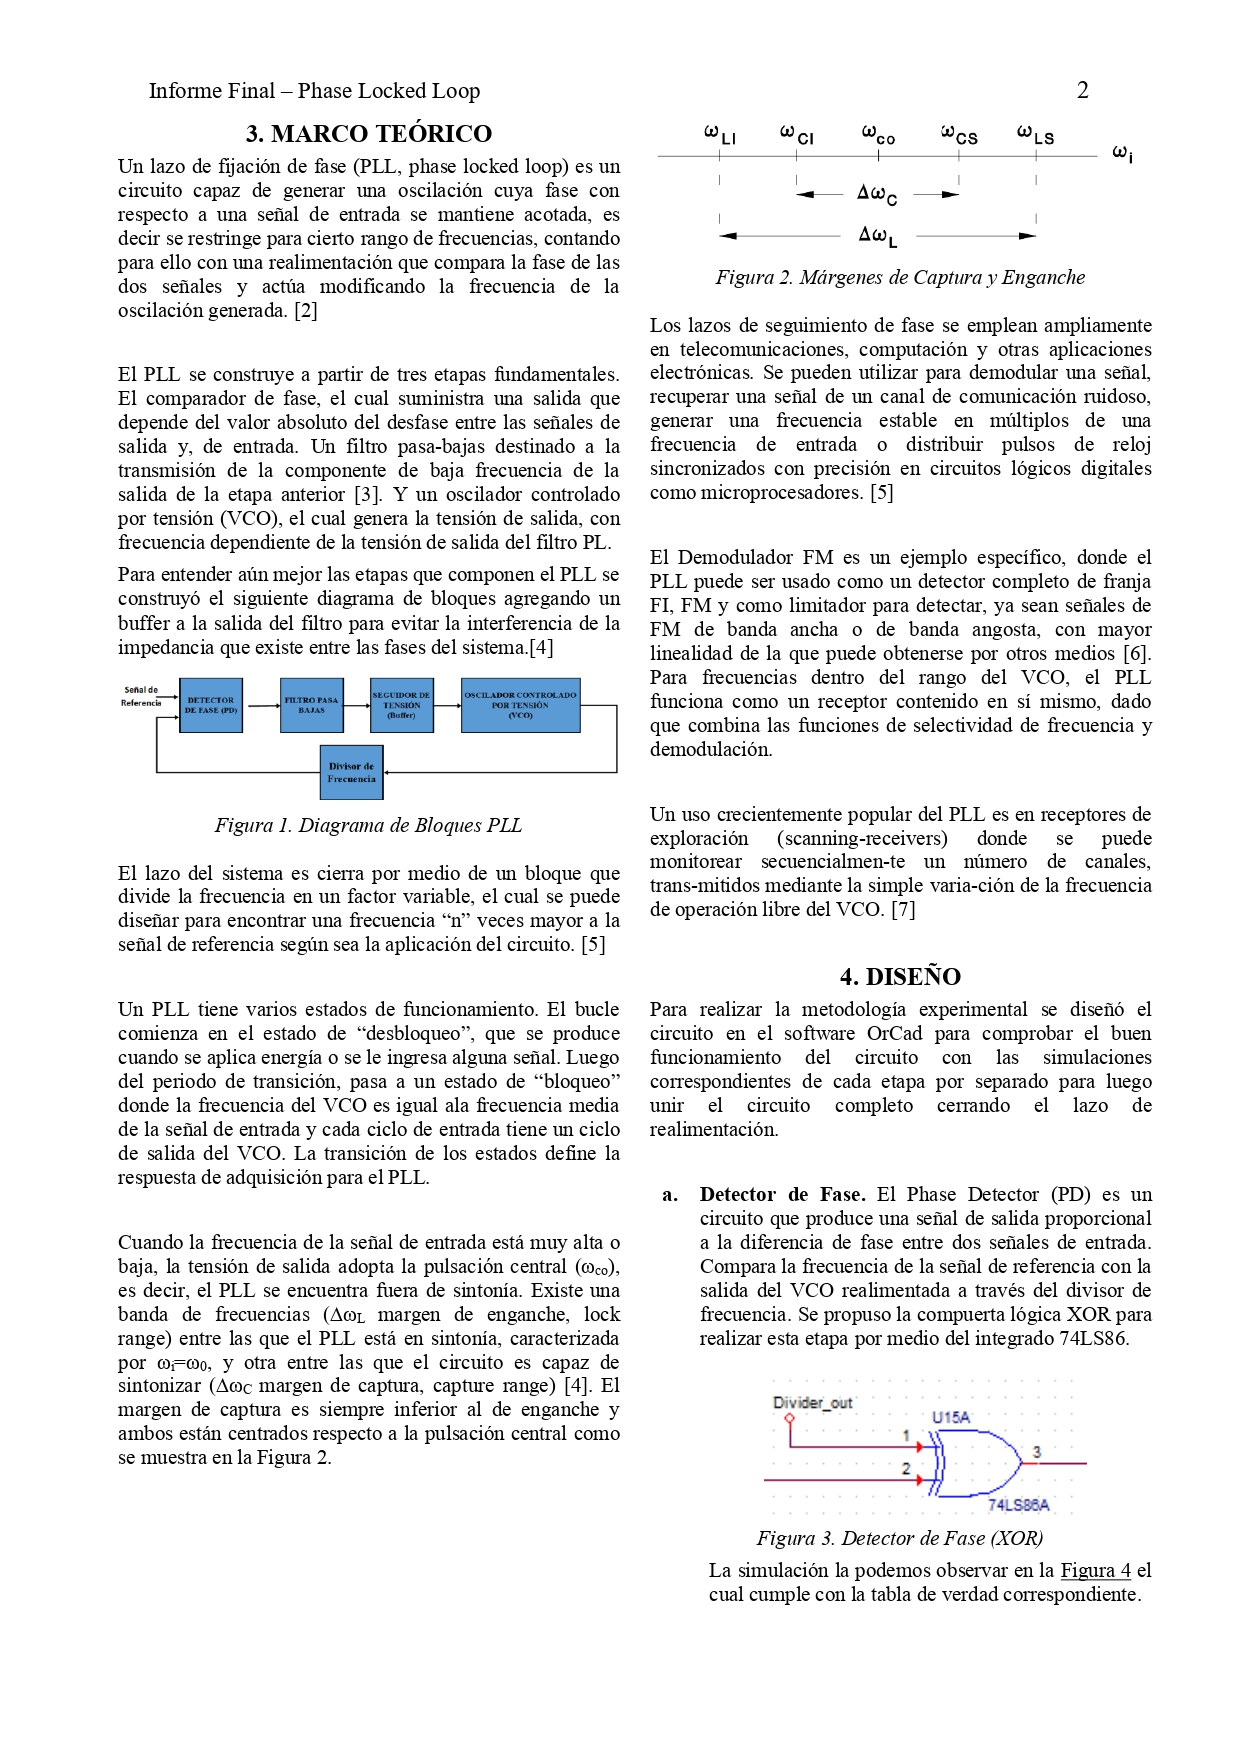 Informe Final – Phase Locked Loop 2
3. MARCO TEÓRICO
Un lazo de fijación de fase (PLL, phase locked loop) es un
circuito capaz de generar una oscilación cuya fase con
respecto a una señal de entrada se mantiene acotada, es
decir se restringe para cierto rango de frecuencias, contando
para ello con una realimentación que compara la fase de las
dos señales y actúa modificando la frecuencia de la
oscilación generada. [2]
El PLL se construye a partir de tres etapas fundamentales.
El comparador de fase, el cual suministra una salida que
depende del valor absoluto del desfase entre las señales de
salida y, de entrada. Un filtro pasa-bajas destinado a la
transmisión de la componente de baja frecuencia de la
salida de la etapa anterior [3]. Y un oscilador controlado
por tensión (VCO), el cual genera la tensión de salida, con
frecuencia dependiente de la tensión de salida del filtro PL.
Para entender aún mejor las etapas que componen el PLL se
construyó el siguiente diagrama de bloques agregando un
buffer a la salida del filtro para evitar la interferencia de la
impedancia que existe entre las fases del sistema.[4]
Señal de
Referencia
DETECTOR
DE FASE (PD)
FILTRO PASA
BAJAS
SEGUIDOR DE
TENSIÓN
(Buffer)
OSCILADOR CONTROLADO
POR TENSIÓN
(VCO)
Divisor de
Frecuencia
Figura 1. Diagrama de Bloques PLL
El lazo del sistema es cierra por medio de un bloque que
divide la frecuencia en un factor variable, el cual se puede
diseñar para encontrar una frecuencia “n” veces mayor a la
señal de referencia según sea la aplicación del circuito. [5]
Un PLL tiene varios estados de funcionamiento. El bucle
comienza en el estado de “desbloqueo”, que se produce
cuando se aplica energía o se le ingresa alguna señal. Luego
del periodo de transición, pasa a un estado de “bloqueo”
donde la frecuencia del VCO es igual ala frecuencia media
de la señal de entrada y cada ciclo de entrada tiene un ciclo
de salida del VCO. La transición de los estados define la
respuesta de adquisición para el PLL.
Cuando la frecuencia de la señal de entrada está muy alta o
baja, la tensión de salida adopta la pulsación central (ωco),
es decir, el PLL se encuentra fuera de sintonía. Existe una
banda de frecuencias (ΔωL margen de enganche, lock
range) entre las que el PLL está en sintonía, caracterizada
por ωi=ω0, y otra entre las que el circuito es capaz de
sintonizar (ΔωC margen de captura, capture range) [4]. El
margen de captura es siempre inferior al de enganche y
ambos están centrados respecto a la pulsación central como
se muestra en la Figura 2.
ωLI ωCI ωco ωCS ωLS
ωi
ΔωC
ΔωL
Figura 2. Márgenes de Captura y Enganche
Los lazos de seguimiento de fase se emplean ampliamente
en telecomunicaciones, computación y otras aplicaciones
electrónicas. Se pueden utilizar para demodular una señal,
recuperar una señal de un canal de comunicación ruidoso,
generar una frecuencia estable en múltiplos de una
frecuencia de entrada o distribuir pulsos de reloj
sincronizados con precisión en circuitos lógicos digitales
como microprocesadores. [5]
El Demodulador FM es un ejemplo específico, donde el
PLL puede ser usado como un detector completo de franja
FI, FM y como limitador para detectar, ya sean señales de
FM de banda ancha o de banda angosta, con mayor
linealidad de la que puede obtenerse por otros medios [6].
Para frecuencias dentro del rango del VCO, el PLL
funciona como un receptor contenido en sí mismo, dado
que combina las funciones de selectividad de frecuencia y
demodulación.
Un uso crecientemente popular del PLL es en receptores de
exploración (scanning-receivers) donde se puede
monitorear secuencialmen-te un número de canales,
trans-mitidos mediante la simple varia-ción de la frecuencia
de operación libre del VCO. [7]
4. DISEÑO
Para realizar la metodología experimental se diseñó el
circuito en el software OrCad para comprobar el buen
funcionamiento del circuito con las simulaciones
correspondientes de cada etapa por separado para luego
unir el circuito completo cerrando el lazo de
realimentación.
a. Detector de Fase. El Phase Detector (PD) es un
circuito que produce una señal de salida proporcional
a la diferencia de fase entre dos señales de entrada.
Compara la frecuencia de la señal de referencia con la
salida del VCO realimentada a través del divisor de
frecuencia. Se propuso la compuerta lógica XOR para
realizar esta etapa por medio del integrado 74LS86.
Divider_out
U15A
1
2
3
74LS86A
Figura 3. Detector de Fase (XOR)
La simulación la podemos observar en la Figura 4 el
cual cumple con la tabla de verdad correspondiente.